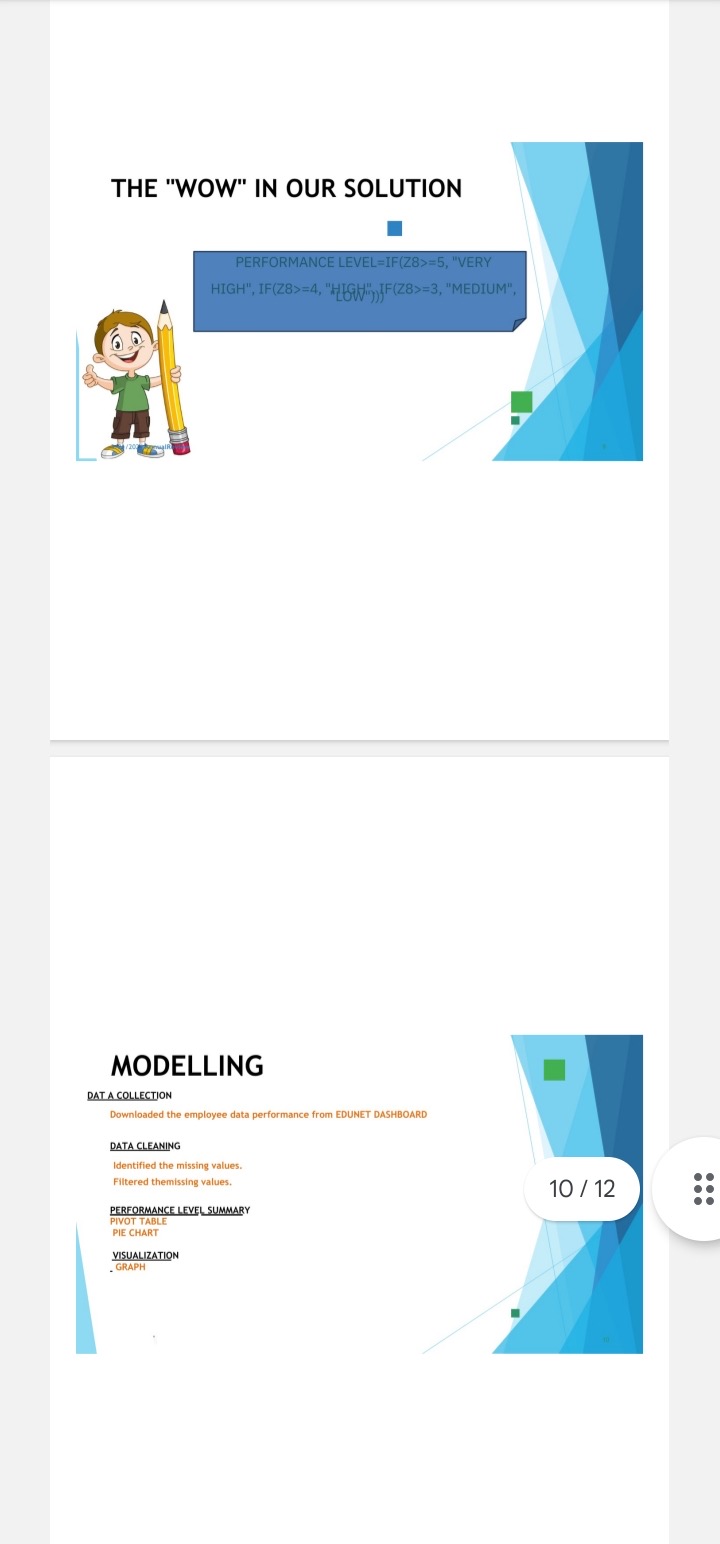 THE "WOW" IN OUR SOLUTION
PERFORMANCE LEVEL=IF(Z8>=5, "VERY
HIGH", IF(Z8>=4, "HIGH", IF(Z8>=3, "MEDIUM",
"LOW")))
MODELLING
DAT A COLLECTION
Downloaded the employee data performance from EDUNET DASHBOARD
DATA CLEANING
Identified the missing values.
Filtered themissing values.
PERFORMANCE LEVEL SUMMARY
PIVOT TABLE
PIE CHART
VISUALIZATION
GRAPH
10 / 12